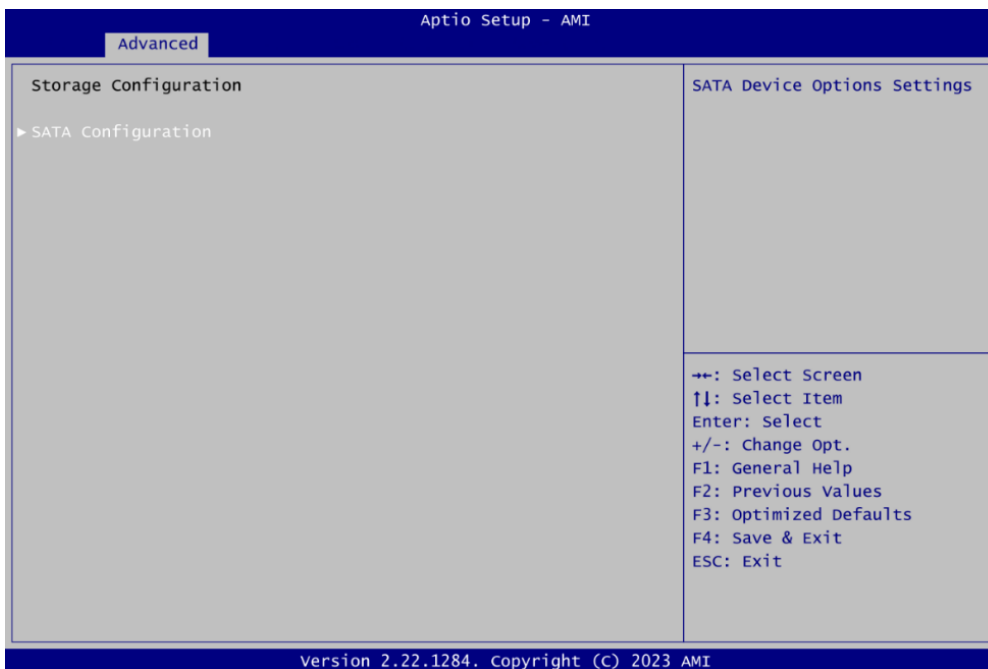 Aptio Setup - AMI
Advanced
Storage Configuration
► SATA Configuration
SATA Device Options Settings
→←: Select Screen
↑↓: Select Item
Enter: Select
+/-: Change Opt.
F1: General Help
F2: Previous Values
F3: Optimized Defaults
F4: Save & Exit
ESC: Exit
Version 2.22.1284. Copyright (C) 2023 AMI